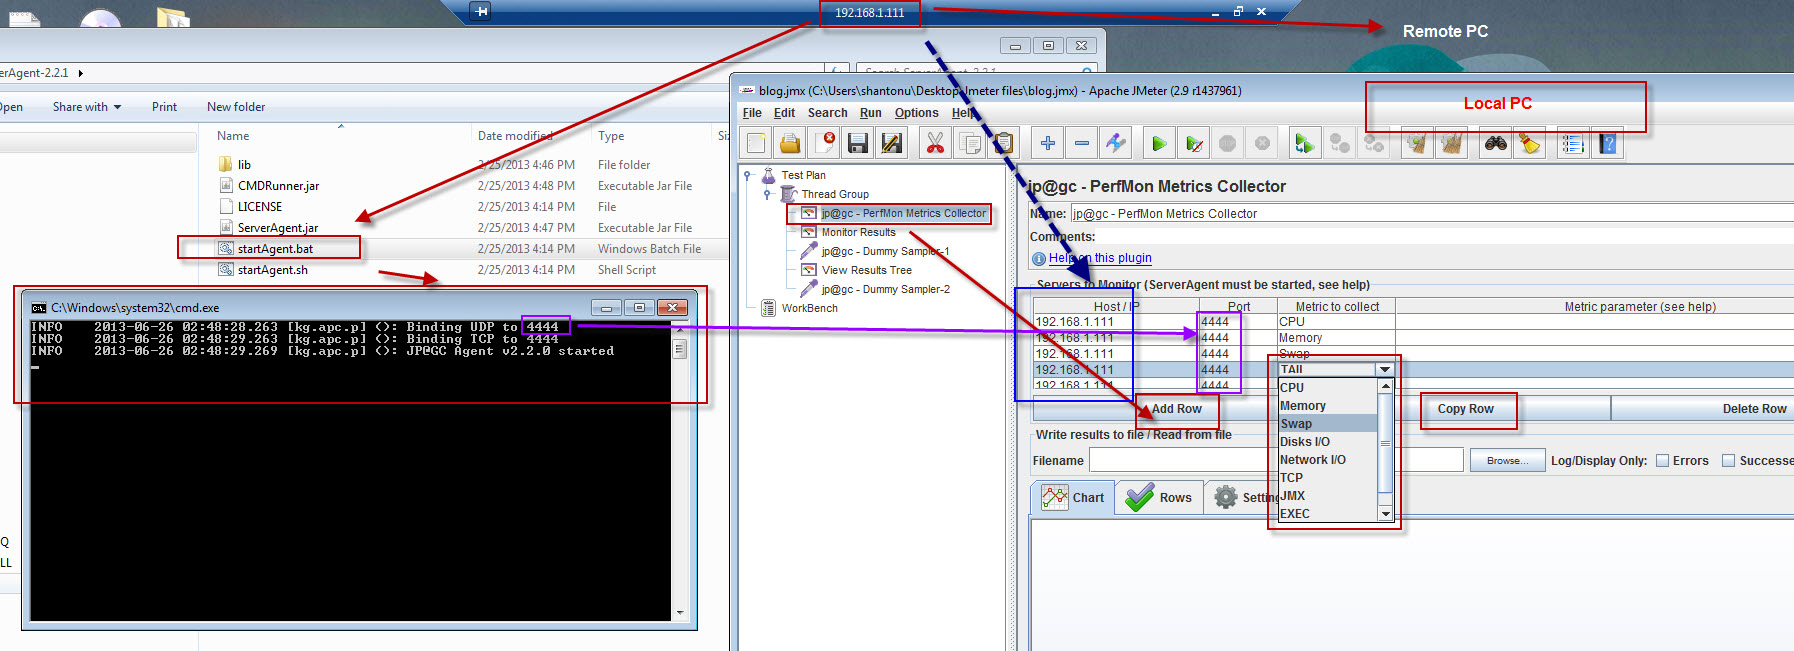 192.168.1.111
Remote PC
erAgent-2.2.1
Search ServerAgent-2.2.1
Open Share with Print New folder
Name Date modified Type
lib 2/25/2013 4:46 PM File folder
CMDRunner.jar 2/25/2013 4:48 PM Executable Jar File
LICENSE 2/25/2013 4:14 PM File
ServerAgent.jar 2/25/2013 4:47 PM Executable Jar File
startAgent.bat 2/25/2013 4:14 PM Windows Batch File
startAgent.sh 2/25/2013 4:14 PM Shell Script
C:\Windows\system32\cmd.exe
INFO 2013-06-26 02:48:28.263 [kg.apc.p] (): Binding UDP to 4444
INFO 2013-06-26 02:48:29.263 [kg.apc.p] (): Binding TCP to 4444
INFO 2013-06-26 02:48:29.269 [kg.apc.p] (): JP@GC Agent v2.2.0 started
Q
LL
blog.jmx (C:\Users\shantonu\Desktop\Jmeter files\blog.jmx) - Apache JMeter (2.9 r1437961)
Local PC
File Edit Search Run Options Help
Test Plan
Thread Group
jp@gc - PerfMon Metrics Collector
Monitor Results
jp@gc - Dummy Sampler-1
View Results Tree
jp@gc - Dummy Sampler-2
WorkBench
jp@gc - PerfMon Metrics Collector
Name: jp@gc - PerfMon Metrics Collector
Comments:
Help on this plugin
Servers to Monitor (ServerAgent must be started, see help)
Host / IP Port Metric to collect Metric parameter (see help)
192.168.1.111 4444 CPU
192.168.1.111 4444 Memory
192.168.1.111 4444 Swap
192.168.1.111 4444 TAIL
192.168.1.111 4444
CPU
Memory
Swap
Disks I/O
Network I/O
TCP
JMX
EXEC
Add Row Copy Row Delete Row
Write results to file / Read from file
Filename Browse... Log/Display Only: Errors Successe
Chart Rows Setting